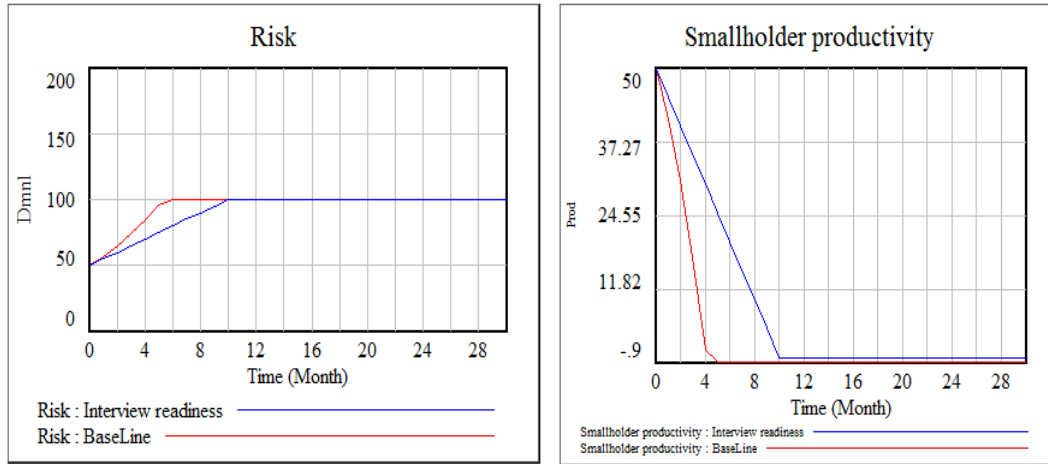 Risk
200
150
100
50
0
Dmnl
0 4 8 12 16 20 24 28
Time (Month)
Risk : Interview readiness
Risk : BaseLine
Smallholder productivity
50
37.27
24.55
11.82
-.9
Prod
0 4 8 12 16 20 24 28
Time (Month)
Smallholder productivity : Interview readiness
Smallholder productivity : BaseLine